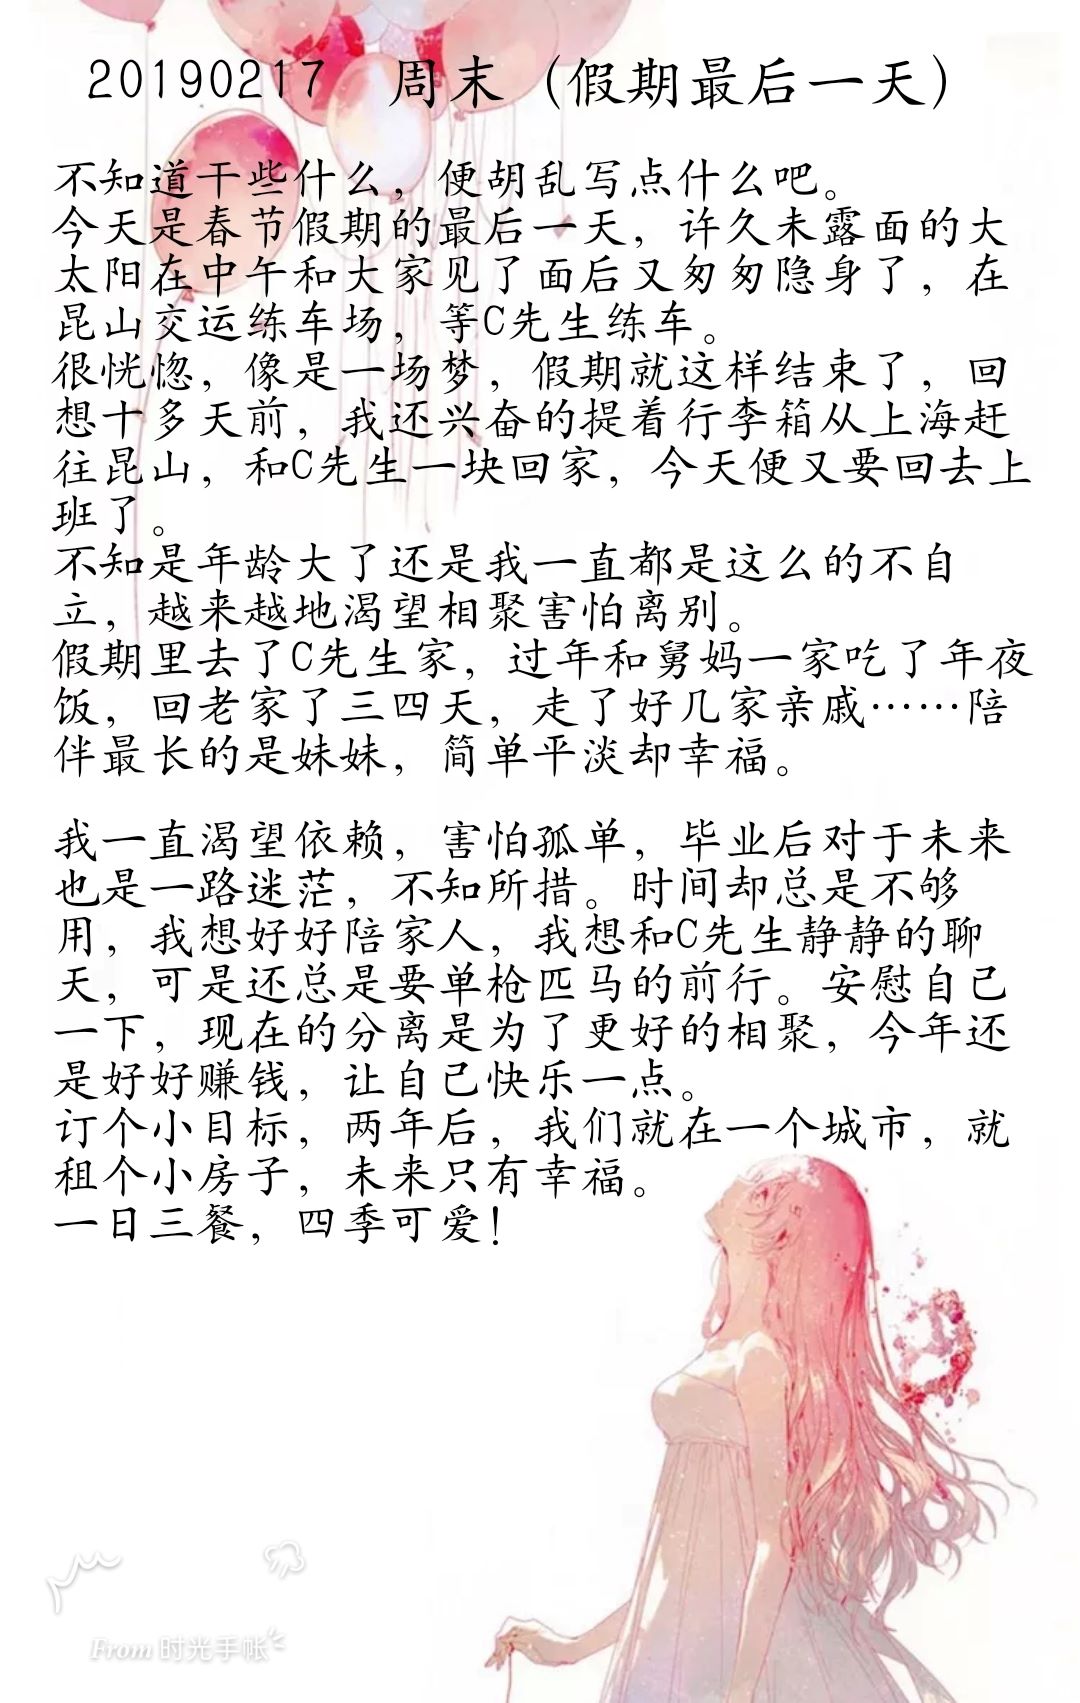 20190217 周末（假期最后一天）
不知道干些什么，便胡乱写点什么吧。
今天是春节假期的最后一天，许久未露面的大
太阳在中午和大家见了面后又匆匆隐身了，在
昆山交运练车场，等C先生练车。
很恍惚，像是一场梦，假期就这样结束了，回
想十多天前，我还兴奋的提着行李箱从上海赶
往昆山，和C先生一块回家，今天便又要回去上
班了。
不知是年龄大了还是我一直都是这么的不自
立，越来越地渴望相聚害怕离别。
假期里去了C先生家，过年和舅妈一家吃了年夜
饭，回老家了三四天，走了好几家亲戚……陪
伴最长的是妹妹，简单平淡却幸福。
我一直渴望依赖，害怕孤单，毕业后对于未来
也是一路迷茫，不知所措。时间却总是不够
用，我想好好陪家人，我想和C先生静静的聊
天，可是还总是要单枪匹马的前行。安慰自己
一下，现在的分离是为了更好的相聚，今年还
是好好赚钱，让自己快乐一点。
订个小目标，两年后，我们就在一个城市，就
租个小房子，未来只有幸福。
一日三餐，四季可爱！
From 时光手帐